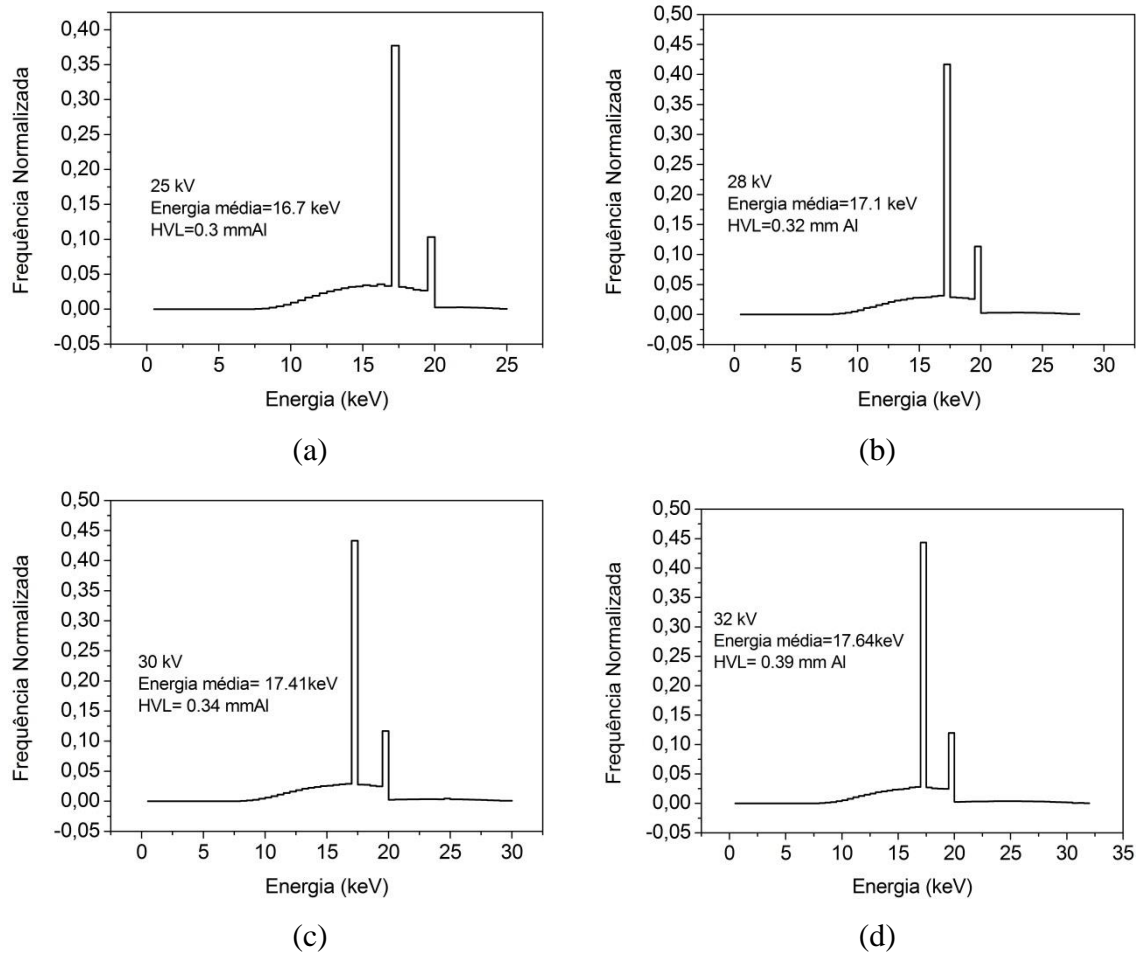 0,40
0,35
0,30
0,25
0,20
0,15
0,10
0,05
0,00
-0,05
Frequência Normalizada
25 kV
Energia média=16.7 keV
HVL=0.3 mmAl
0 5 10 15 20 25
Energia (keV)
(a)
0,50
0,45
0,40
0,35
0,30
0,25
0,20
0,15
0,10
0,05
0,00
-0,05
Frequência Normalizada
28 kV
Energia média=17.1 keV
HVL=0.32 mm Al
0 5 10 15 20 25 30
Energia (keV)
(b)
0,50
0,45
0,40
0,35
0,30
0,25
0,20
0,15
0,10
0,05
0,00
-0,05
Frequência Normalizada
30 kV
Energia média= 17.41keV
HVL= 0.34 mmAl
0 5 10 15 20 25 30
Energia (keV)
(c)
0,50
0,45
0,40
0,35
0,30
0,25
0,20
0,15
0,10
0,05
0,00
-0,05
Frequência Normalizada
32 kV
Energia média=17.64keV
HVL= 0.39 mm Al
0 5 10 15 20 25 30 35
Energia (keV)
(d)